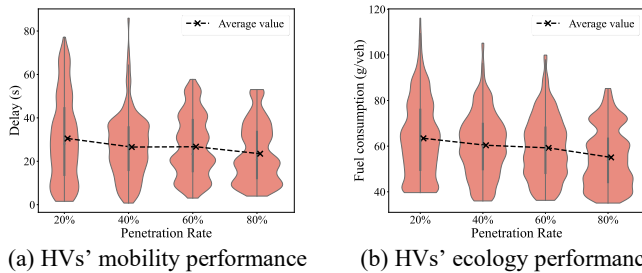 Average value
80
60
40
20
0
Delay (s)
20% 40% 60% 80%
Penetration Rate
(a) HVs' mobility performance
Average value
120
100
80
60
40
Fuel consumption (g/veh)
20% 40% 60% 80%
Penetration Rate
(b) HVs' ecology performanc